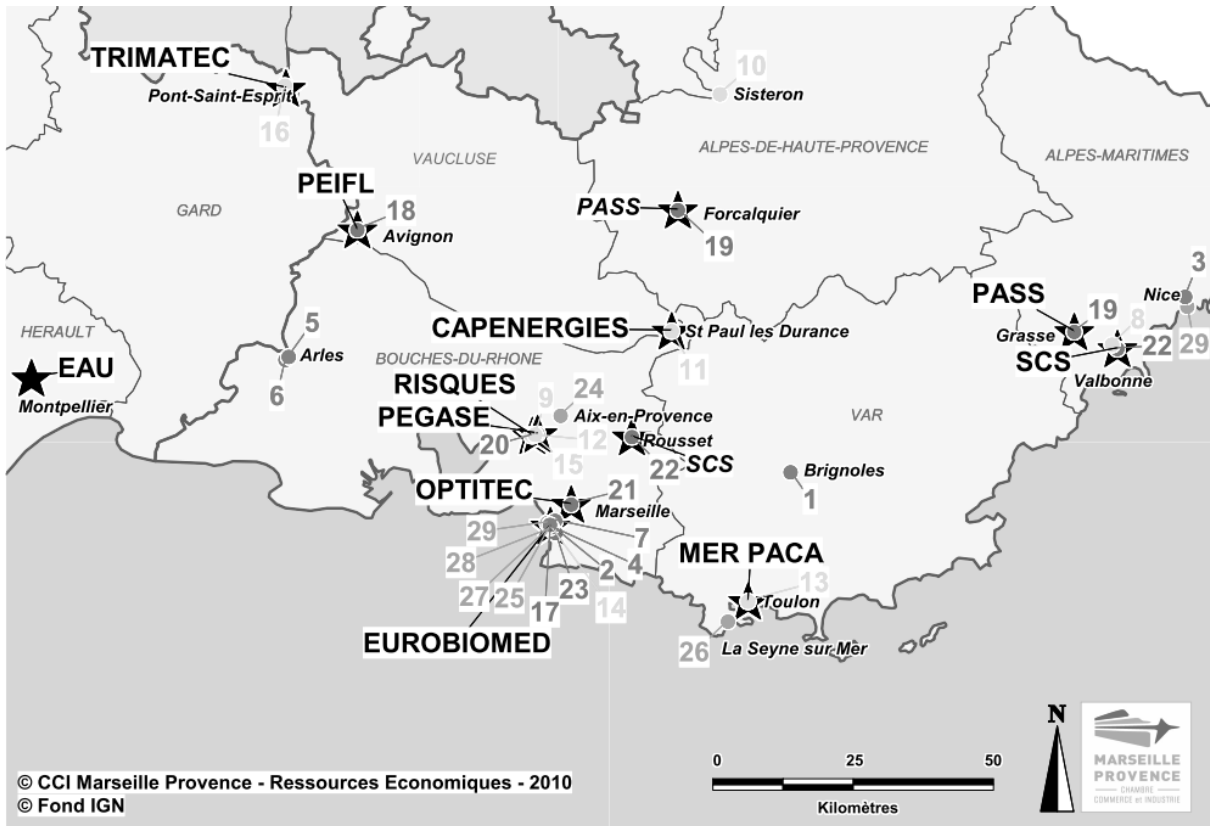 TRIMATEC
Pont-Saint-Esprit
16
10
Sisteron
VAUCLUSE
ALPES-DE-HAUTE-PROVENCE
ALPES-MARITIMES
PEIFL
18
Avignon
GARD
PASS
Forcalquier
19
3
Nice
PASS
19
8
Grasse
SCS
22
29
Valbonne
HERAULT
5
Arles
6
EAU
Montpellier
CAPENERGIES
St Paul les Durance
11
BOUCHES-DU-RHONE
RISQUES
9
24
PEGASE
Aix-en-Provence
20
12
15
Rousset
SCS
22
VAR
Brignoles
1
OPTITEC
21
Marseille
29
28
27
25
17
23
14
2
4
7
EUROBIOMED
MER PACA
13
Toulon
26
La Seyne sur Mer
N
0
25
50
Kilomètres
MARSEILLE
PROVENCE
CHAMBRE
COMMERCE et INDUSTRIE
© CCI Marseille Provence - Ressources Economiques - 2010
© Fond IGN